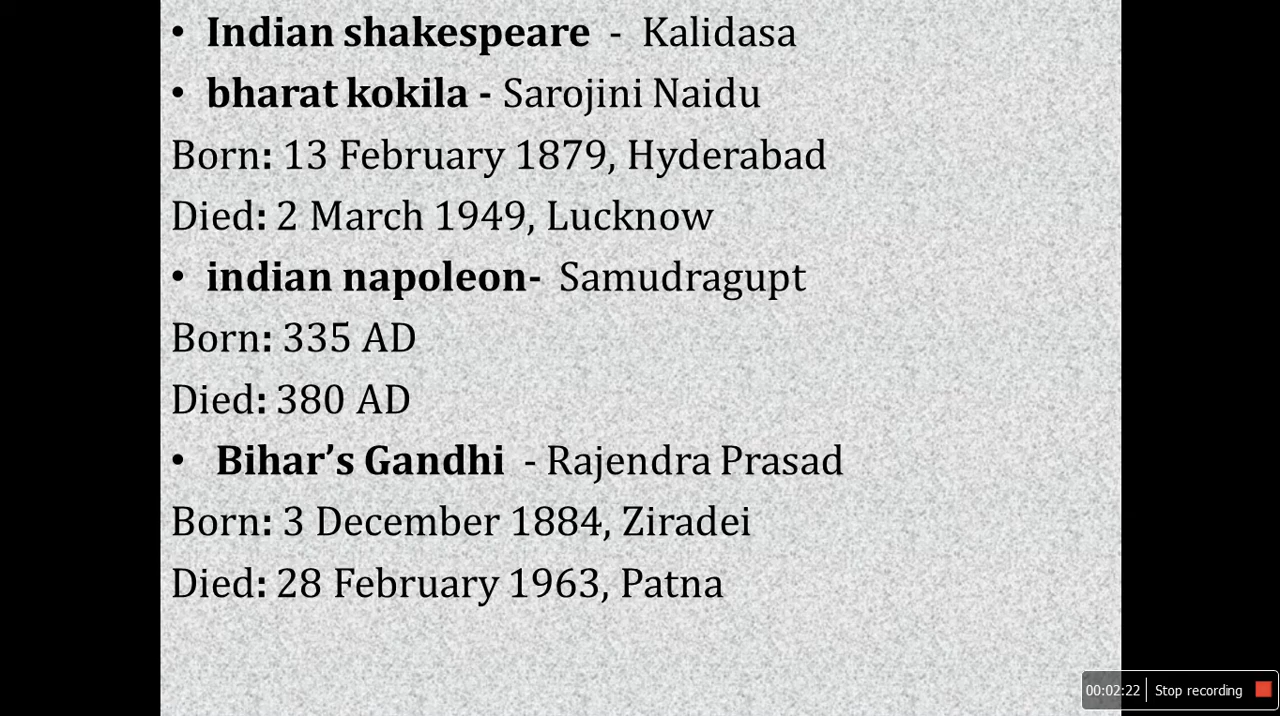 • Indian shakespeare - Kalidasa
• bharat kokila - Sarojini Naidu
Born: 13 February 1879, Hyderabad
Died: 2 March 1949, Lucknow
• indian napoleon- Samudragupt
Born: 335 AD
Died: 380 AD
• Bihar’s Gandhi - Rajendra Prasad
Born: 3 December 1884, Ziradei
Died: 28 February 1963, Patna
00:02:22 Stop recording